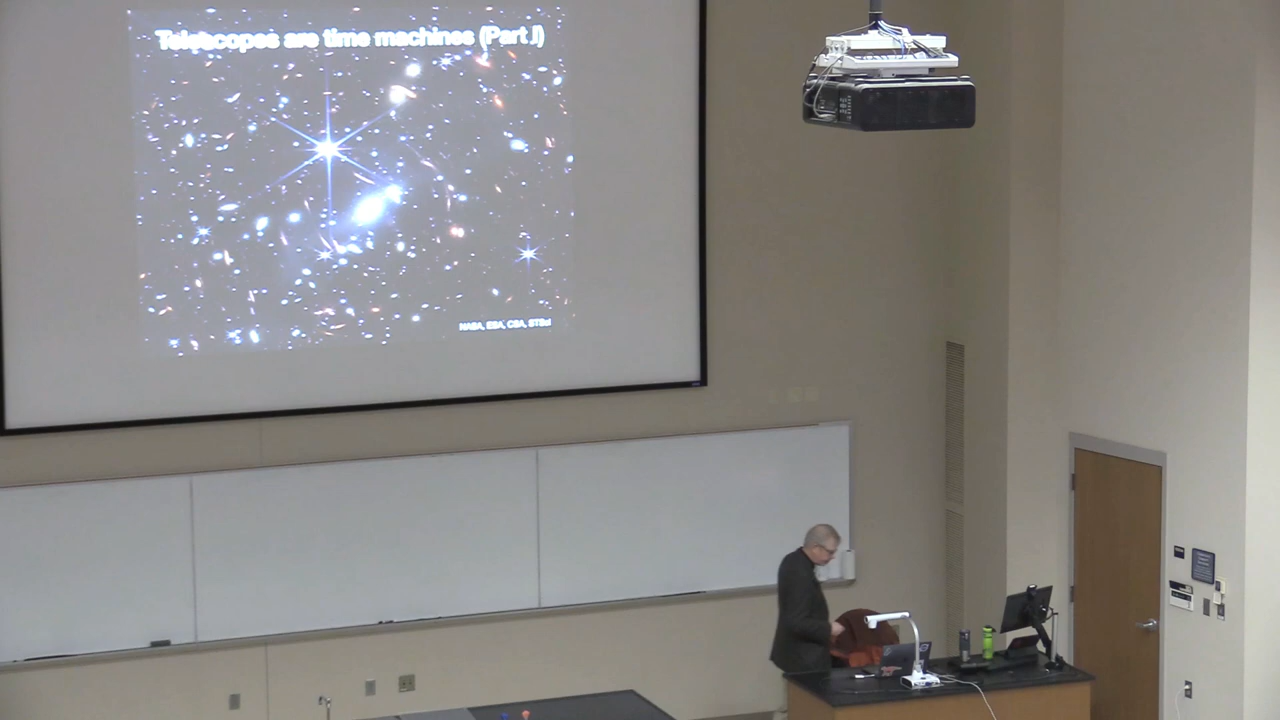 Telescopes are time machines (Part I)
NASA, ESA, CSA, STScI